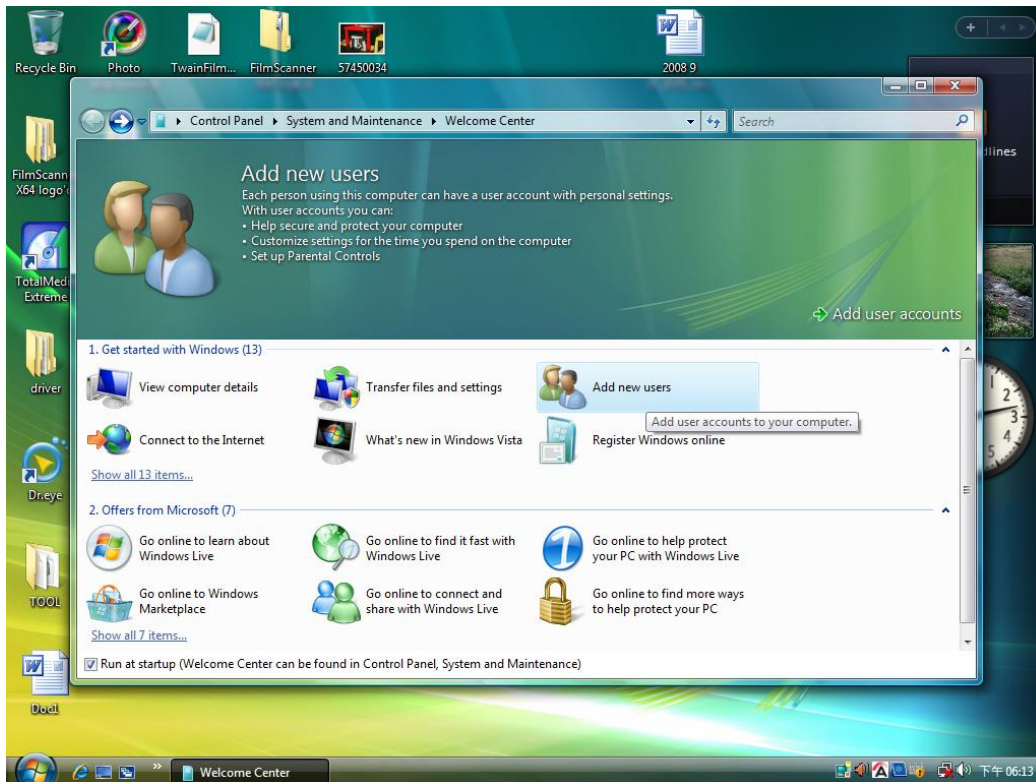 Recycle Bin
Photo
TwainFilm...
FilmScanner
57450034
2008 9
Control Panel
System and Maintenance
Welcome Center
Search
dlines
FilmScann
X64 logo'd
TotalMedi
Extreme
driver
Dr.eye
TOOL
Doc1
Add new users
Each person using this computer can have a user account with personal settings.
With user accounts you can:
• Help secure and protect your computer
• Customize settings for the time you spend on the computer
• Set up Parental Controls
Add user accounts
1. Get started with Windows (13)
View computer details
Transfer files and settings
Add new users
Add user accounts to your computer.
Connect to the Internet
What's new in Windows Vista
Register Windows online
Show all 13 items...
2. Offers from Microsoft (7)
Go online to learn about
Windows Live
Go online to find it fast with
Windows Live
Go online to help protect
your PC with Windows Live
Go online to Windows
Marketplace
Go online to connect and
share with Windows Live
Go online to find more ways
to help protect your PC
Show all 7 items...
Run at startup (Welcome Center can be found in Control Panel, System and Maintenance)
1
2
3
4
5
Welcome Center
下午 06:13